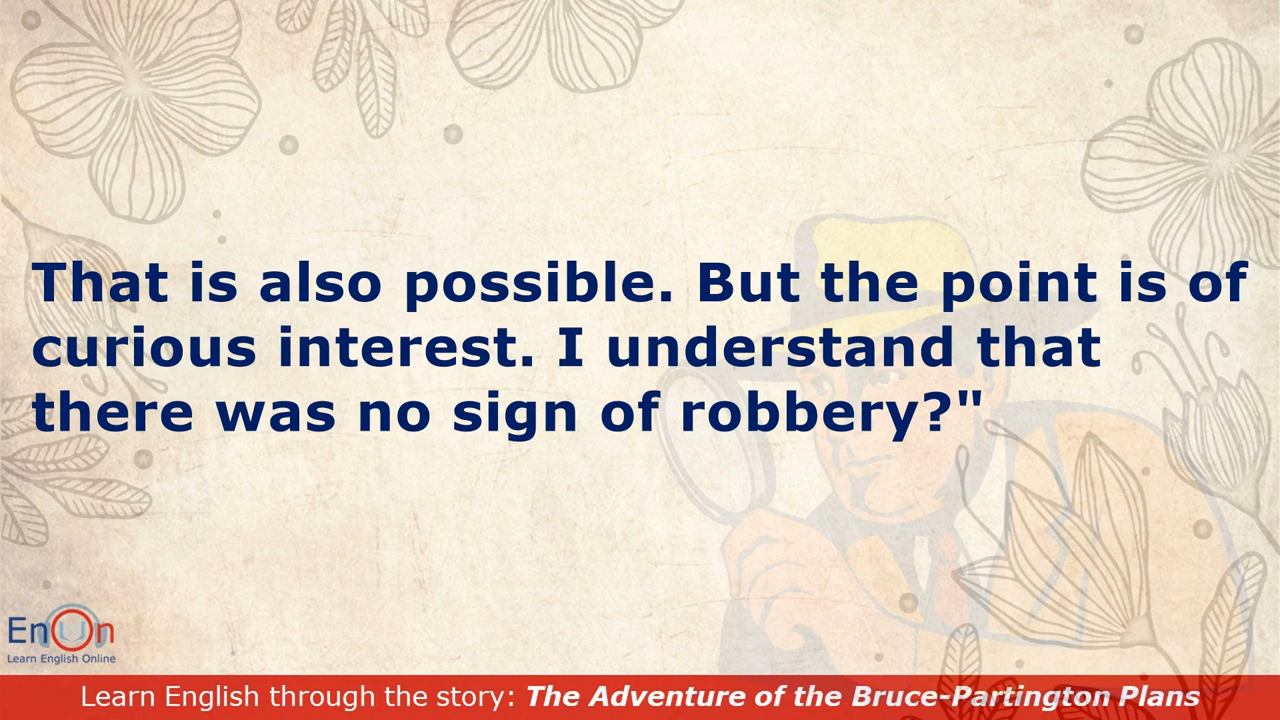 That is also possible. But the point is of
curious interest. I understand that
there was no sign of robbery?"
EnOn
Learn English Online
Learn English through the story: The Adventure of the Bruce-Partington Plans